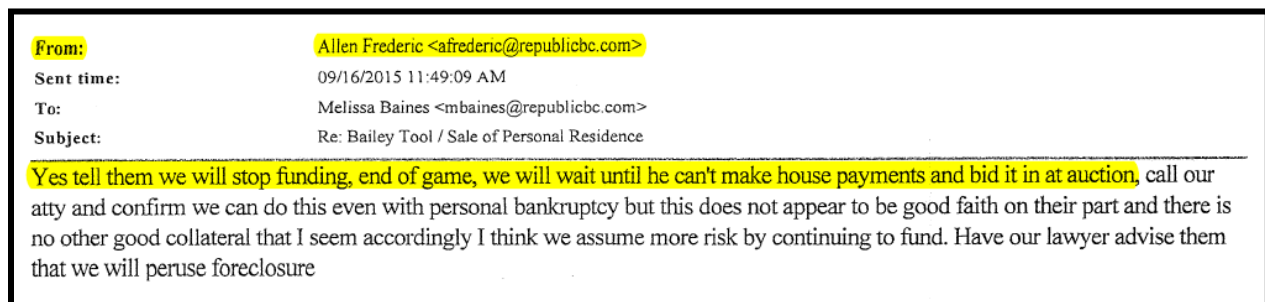 From: Allen Frederic <afrederic@republicbc.com>
Sent time: 09/16/2015 11:49:09 AM
To: Melissa Baines <mbaines@republicbc.com>
Subject: Re: Bailey Tool / Sale of Personal Residence
Yes tell them we will stop funding, end of game, we will wait until he can't make house payments and bid it in at auction, call our
atty and confirm we can do this even with personal bankruptcy but this does not appear to be good faith on their part and there is
no other good collateral that I seem accordingly I think we assume more risk by continuing to fund. Have our lawyer advise them
that we will peruse foreclosure